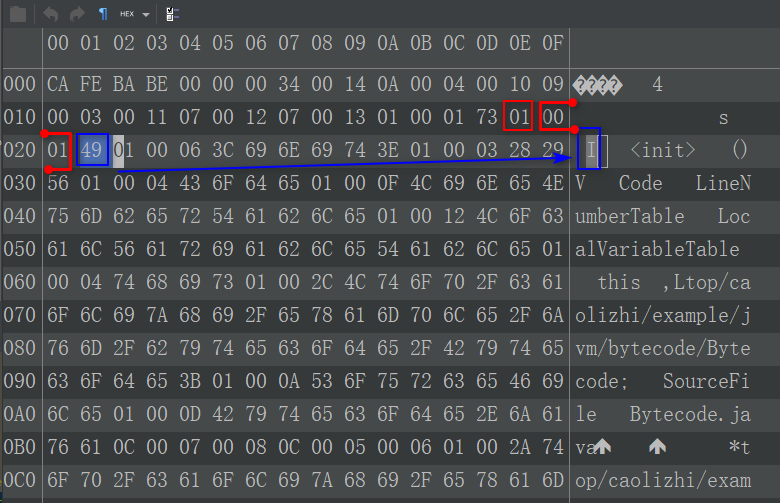 HEX
00 01 02 03 04 05 06 07 08 09 0A 0B 0C 0D 0E 0F
000 CA FE BA BE 00 00 00 34 00 14 0A 00 04 00 10 09 ���� 4
010 00 03 00 11 07 00 12 07 00 13 01 00 01 73 01 00 s
020 01 49 01 00 06 3C 69 6E 69 74 3E 01 00 03 28 29 I <init> ()
030 56 01 00 04 43 6F 64 65 01 00 0F 4C 69 6E 65 4E V Code LineN
040 75 6D 62 65 72 54 61 62 6C 65 01 00 12 4C 6F 63 umberTable Loc
050 61 6C 56 61 72 69 61 62 6C 65 54 61 62 6C 65 01 alVariableTable
060 00 04 74 68 69 73 01 00 2C 4C 74 6F 70 2F 63 61 this ,Ltop/ca
070 6F 6C 69 7A 68 69 2F 65 78 61 6D 70 6C 65 2F 6A olizhi/example/j
080 76 6D 2F 62 79 74 65 63 6F 64 65 2F 42 79 74 65 vm/bytecode/Byte
090 63 6F 64 65 3B 01 00 0A 53 6F 75 72 63 65 46 69 code; SourceFi
0A0 6C 65 01 00 0D 42 79 74 65 63 6F 64 65 2E 6A 61 le Bytecode.ja
0B0 76 61 0C 00 07 00 08 0C 00 05 00 06 01 00 2A 74 va *t
0C0 6F 70 2F 63 61 6F 6C 69 7A 68 69 2F 65 78 61 6D op/caolizhi/exam